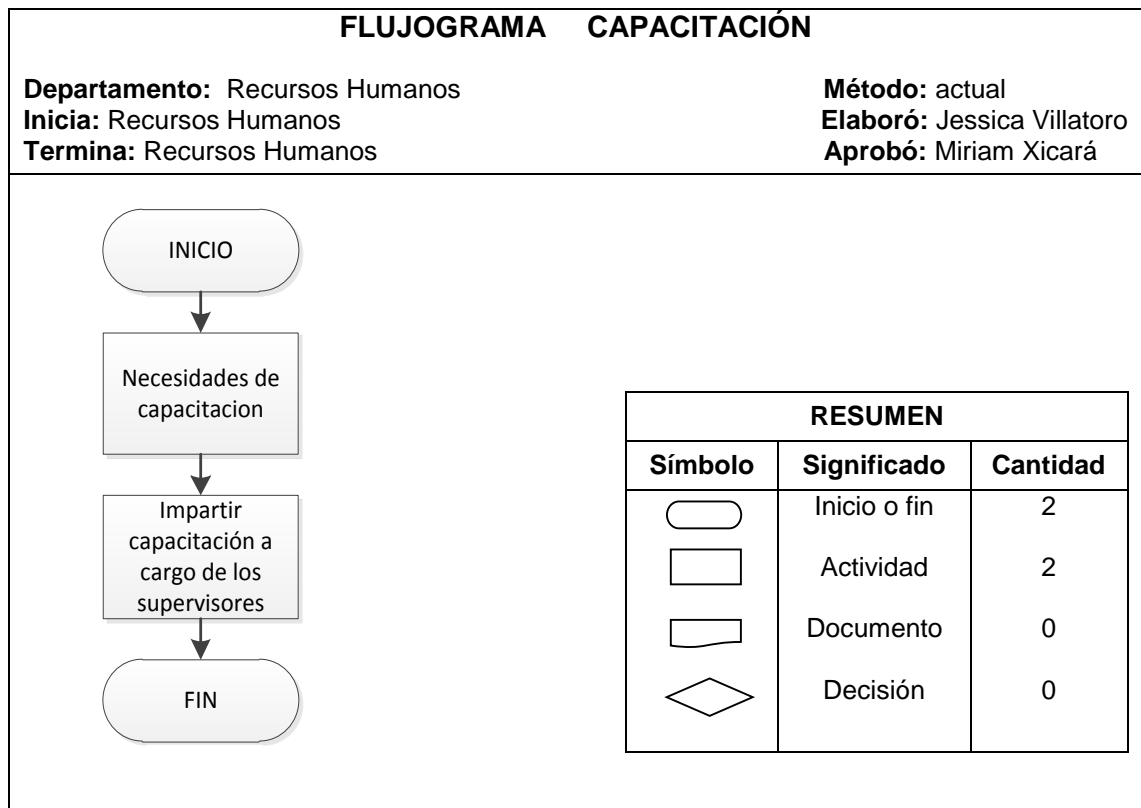 FLUJOGRAMA CAPACITACIÓN
Departamento: Recursos Humanos
Método: actual
Inicia: Recursos Humanos
Elaboró: Jessica Villatoro
Termina: Recursos Humanos
Aprobó: Miriam Xicará
INICIO
Necesidades de
capacitacion
Impartir
capacitación a
cargo de los
supervisores
FIN
RESUMEN
Símbolo Significado Cantidad
Inicio o fin 2
Actividad 2
Documento 0
Decisión 0